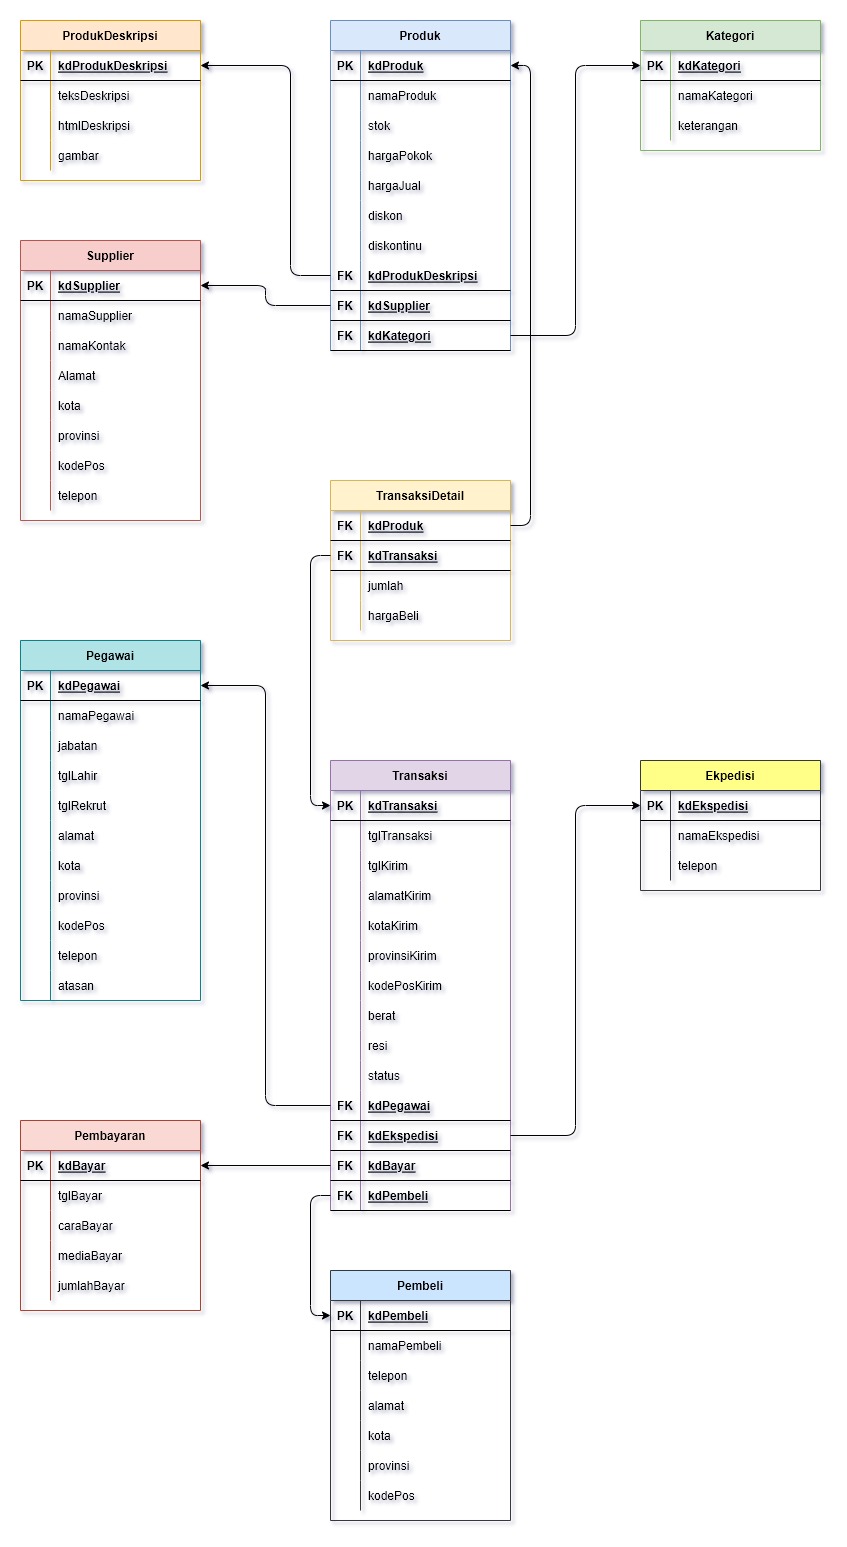 ProdukDeskripsi
PK kdProdukDeskripsi
teksDeskripsi
htmlDeskripsi
gambar
Produk
PK kdProduk
namaProduk
stok
hargaPokok
hargaJual
diskon
diskontinu
FK kdProdukDeskripsi
FK kdSupplier
FK kdKategori
Kategori
PK kdKategori
namaKategori
keterangan
Supplier
PK kdSupplier
namaSupplier
namaKontak
Alamat
kota
provinsi
kodePos
telepon
TransaksiDetail
FK kdProduk
FK kdTransaksi
jumlah
hargaBeli
Pegawai
PK kdPegawai
namaPegawai
jabatan
tglLahir
tglRekrut
alamat
kota
provinsi
kodePos
telepon
atasan
Transaksi
PK kdTransaksi
tglTransaksi
tglKirim
alamatKirim
kotaKirim
provinsiKirim
kodePosKirim
berat
resi
status
FK kdPegawai
FK kdEkspedisi
FK kdBayar
FK kdPembeli
Ekpedisi
PK kdEkspedisi
namaEkspedisi
telepon
Pembayaran
PK kdBayar
tglBayar
caraBayar
mediaBayar
jumlahBayar
Pembeli
PK kdPembeli
namaPembeli
telepon
alamat
kota
provinsi
kodePos